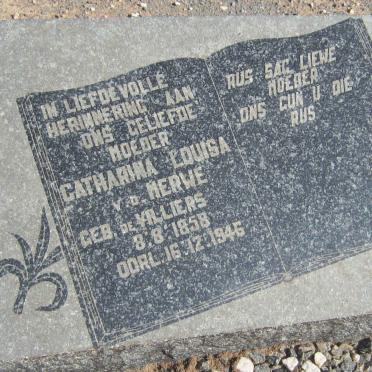 IN LIEFDEVOLLE
HERINNERING AAN
ONS GELIEFDE
MOEDER
CATHARINA LOUISA
V.D. MERWE
GEB. DE VILLIERS
8.8.1858
OORL. 16.12.1946
RUS SAG LIEWE
MOEDER
ONS GUN U DIE
RUS